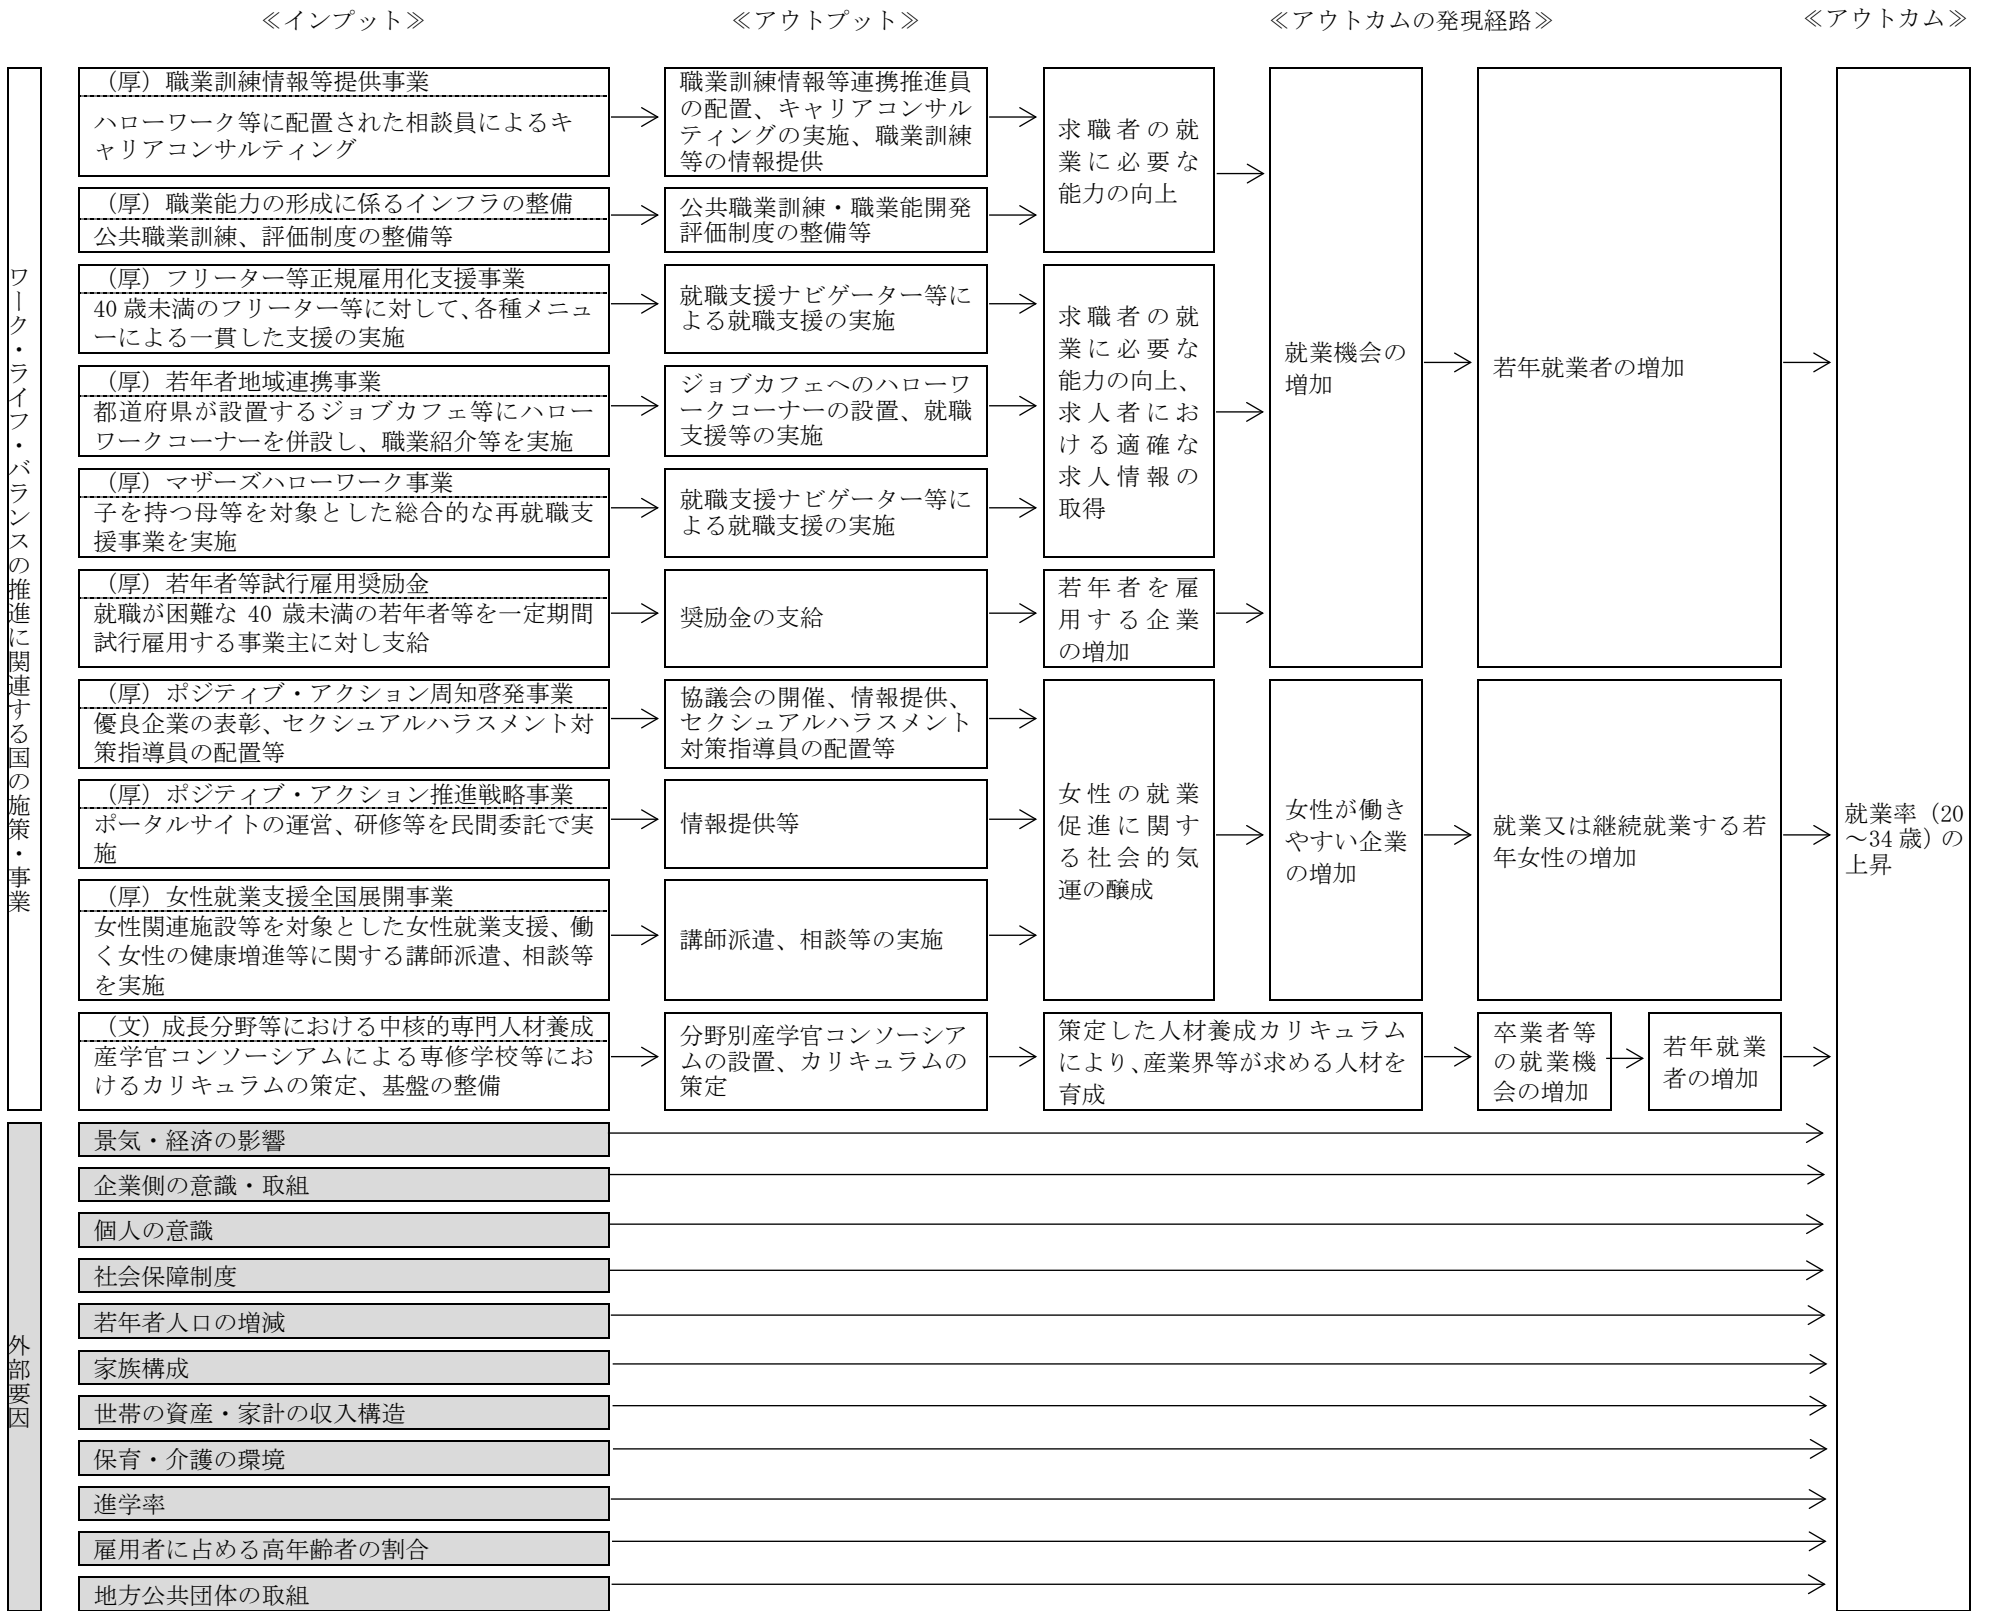 ≪インプット≫
≪アウトプット≫
≪アウトカムの発現経路≫
≪アウトカム≫
ワーク・ライフ・バランスの推進に関連する国の施策・事業
（厚）職業訓練情報等提供事業
ハローワーク等に配置された相談員によるキ
ャリアコンサルティング
職業訓練情報等連携推進員
の配置、キャリアコンサル
ティングの実施、職業訓練
等の情報提供
（厚）職業能力の形成に係るインフラの整備
公共職業訓練、評価制度の整備等
公共職業訓練・職業能開発
評価制度の整備等
求職者の就
業に必要な
能力の向上
（厚）フリーター等正規雇用化支援事業
40 歳未満のフリーター等に対して、各種メニュ
ーによる一貫した支援の実施
就職支援ナビゲーター等に
よる就職支援の実施
（厚）若年者地域連携事業
都道府県が設置するジョブカフェ等にハロー
ワークコーナーを併設し、職業紹介等を実施
ジョブカフェへのハローワ
ークコーナーの設置、就職
支援等の実施
（厚）マザーズハローワーク事業
子を持つ母等を対象とした総合的な再就職支
援事業を実施
就職支援ナビゲーター等に
よる就職支援の実施
求職者の就
業に必要な
能力の向上、
求人者にお
ける適確な
求人情報の
取得
（厚）若年者等試行雇用奨励金
就職が困難な 40 歳未満の若年者等を一定期間
試行雇用する事業主に対し支給
奨励金の支給
若年者を雇
用する企業
の増加
就業機会の
増加
若年就業者の増加
（厚）ポジティブ・アクション周知啓発事業
優良企業の表彰、セクシュアルハラスメント対
策指導員の配置等
協議会の開催、情報提供、
セクシュアルハラスメント
対策指導員の配置等
（厚）ポジティブ・アクション推進戦略事業
ポータルサイトの運営、研修等を民間委託で実
施
情報提供等
（厚）女性就業支援全国展開事業
女性関連施設等を対象とした女性就業支援、働
く女性の健康増進等に関する講師派遣、相談等
を実施
講師派遣、相談等の実施
女性の就業
促進に関す
る社会的気
運の醸成
女性が働き
やすい企業
の増加
就業又は継続就業する若
年女性の増加
（文）成長分野等における中核的専門人材養成
産学官コンソーシアムによる専修学校等にお
けるカリキュラムの策定、基盤の整備
分野別産学官コンソーシア
ムの設置、カリキュラムの
策定
策定した人材養成カリキュラム
により、産業界等が求める人材を
育成
卒業者等
の就業機
会の増加
若年就業
者の増加
就業率（20
～34 歳）の
上昇
外部要因
景気・経済の影響
企業側の意識・取組
個人の意識
社会保障制度
若年者人口の増減
家族構成
世帯の資産・家計の収入構造
保育・介護の環境
進学率
雇用者に占める高年齢者の割合
地方公共団体の取組